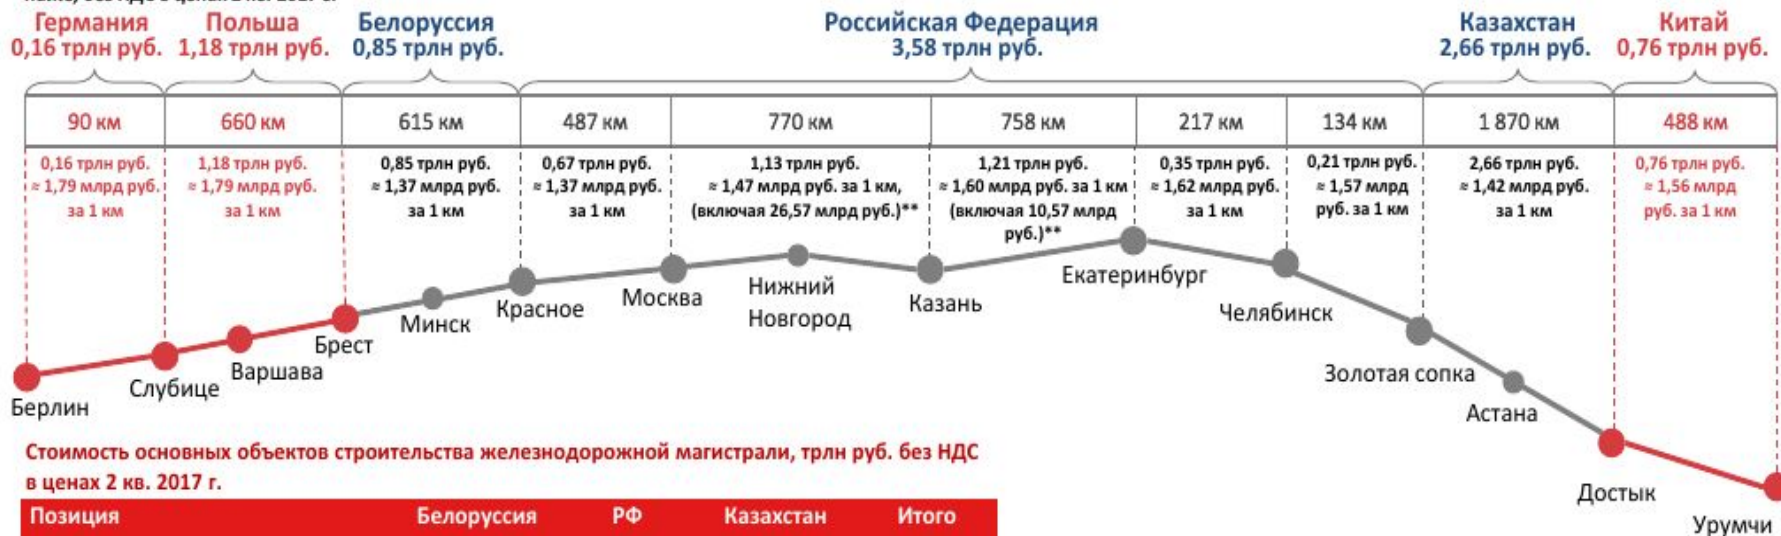 Германия Польша Белоруссия Российская Федерация Казахстан Китай
0,16 трлн руб. 1,18 трлн руб. 0,85 трлн руб. 3,58 трлн руб. 2,66 трлн руб. 0,76 трлн руб.
90 км 660 км 615 км 487 км 770 км 758 км 217 км 134 км 1 870 км 488 км
0,16 трлн руб.
≈ 1,79 млрд руб.
за 1 км
1,18 трлн руб.
≈ 1,79 млрд руб.
за 1 км
0,85 трлн руб.
≈ 1,37 млрд руб.
за 1 км
0,67 трлн руб.
≈ 1,37 млрд руб.
за 1 км
1,13 трлн руб.
≈ 1,47 млрд руб. за 1 км,
(включая 26,57 млрд руб.)**
1,21 трлн руб.
≈ 1,60 млрд руб. за 1 км
(включая 10,57 млрд
руб.)**
0,35 трлн руб.
≈ 1,62 млрд руб.
за 1 км
0,21 трлн руб.
≈ 1,57 млрд
руб. за 1 км
2,66 трлн руб.
≈ 1,42 млрд руб.
за 1 км
0,76 трлн руб.
≈ 1,56 млрд
руб. за 1 км
Берлин
Слубице
Варшава
Брест
Минск
Красное
Москва
Нижний
Новгород
Казань
Екатеринбург
Челябинск
Золотая сопка
Астана
Достык
Урумчи
Стоимость основных объектов строительства железнодорожной магистрали, трлн руб. без НДС
в ценах 2 кв. 2017 г.
Позиция Белоруссия РФ Казахстан Итого